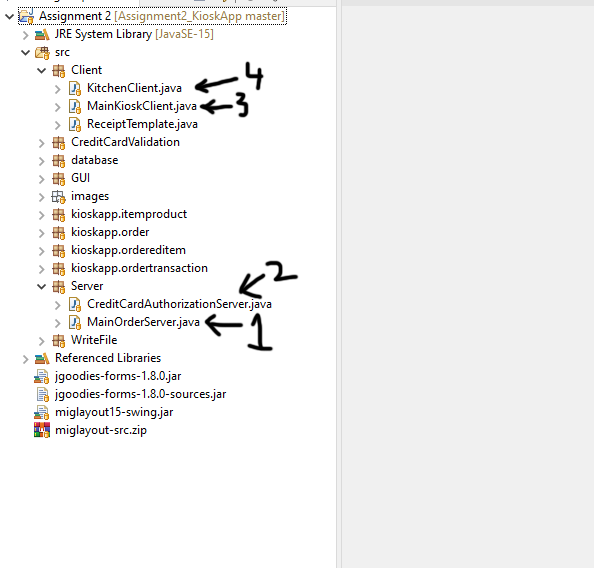 Assignment 2 [Assignment2_KioskApp master]
JRE System Library [JavaSE-15]
src
Client
KitchenClient.java 4
MainKioskClient.java 3
ReceiptTemplate.java
CreditCardValidation
database
GUI
images
kioskapp.itemproduct
kioskapp.order
kioskapp.ordereditem
kioskapp.ordertransaction
Server 2
CreditCardAuthorizationServer.java
MainOrderServer.java 1
WriteFile
Referenced Libraries
jgoodies-forms-1.8.0.jar
jgoodies-forms-1.8.0-sources.jar
miglayout15-swing.jar
miglayout-src.zip